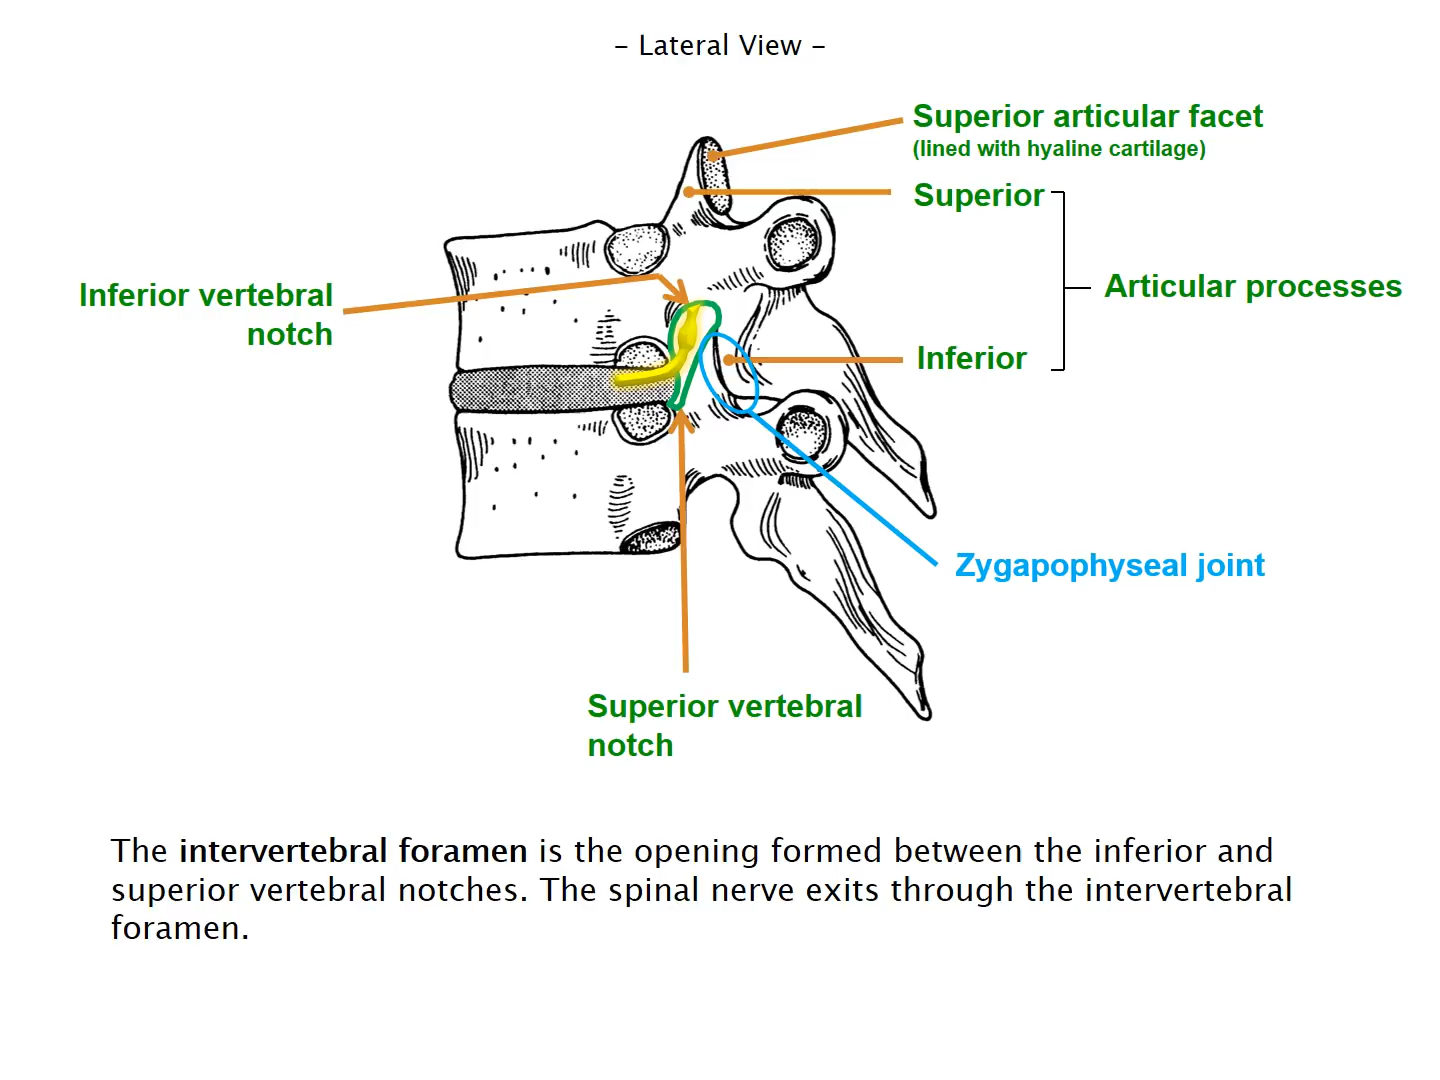 – Lateral View –
Superior articular facet
(lined with hyaline cartilage)
Superior
Articular processes
Inferior vertebral
notch
Inferior
Zygapophyseal joint
Superior vertebral
notch
The intervertebral foramen is the opening formed between the inferior and
superior vertebral notches. The spinal nerve exits through the intervertebral
foramen.